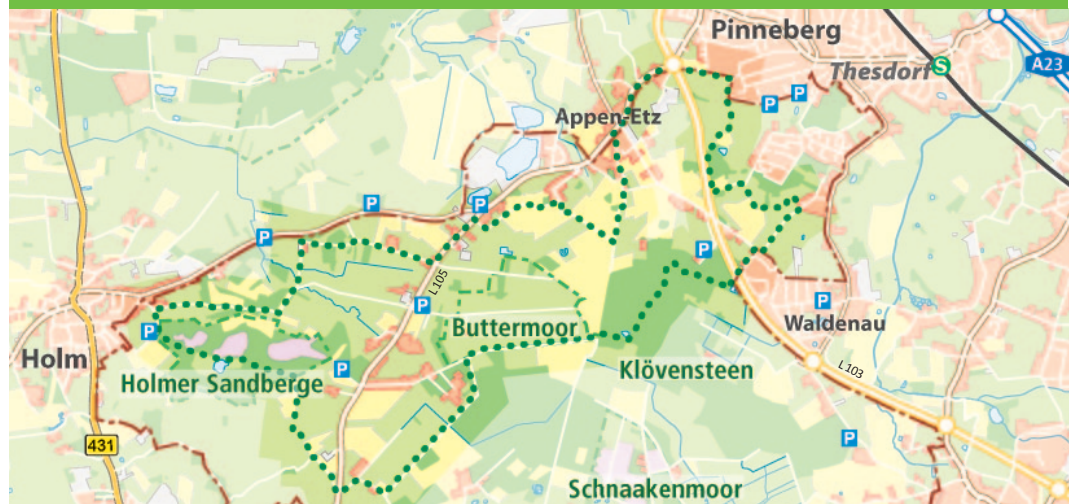 Pinneberg
Thesdorf
S
A23
P
P
Appen-Etz
P
P
P
P
L105
P
P
P
Buttermoor
Waldenau
P
Holm
Holmer Sandberge
P
Klövensteen
L103
431
P
Schnaakenmoor